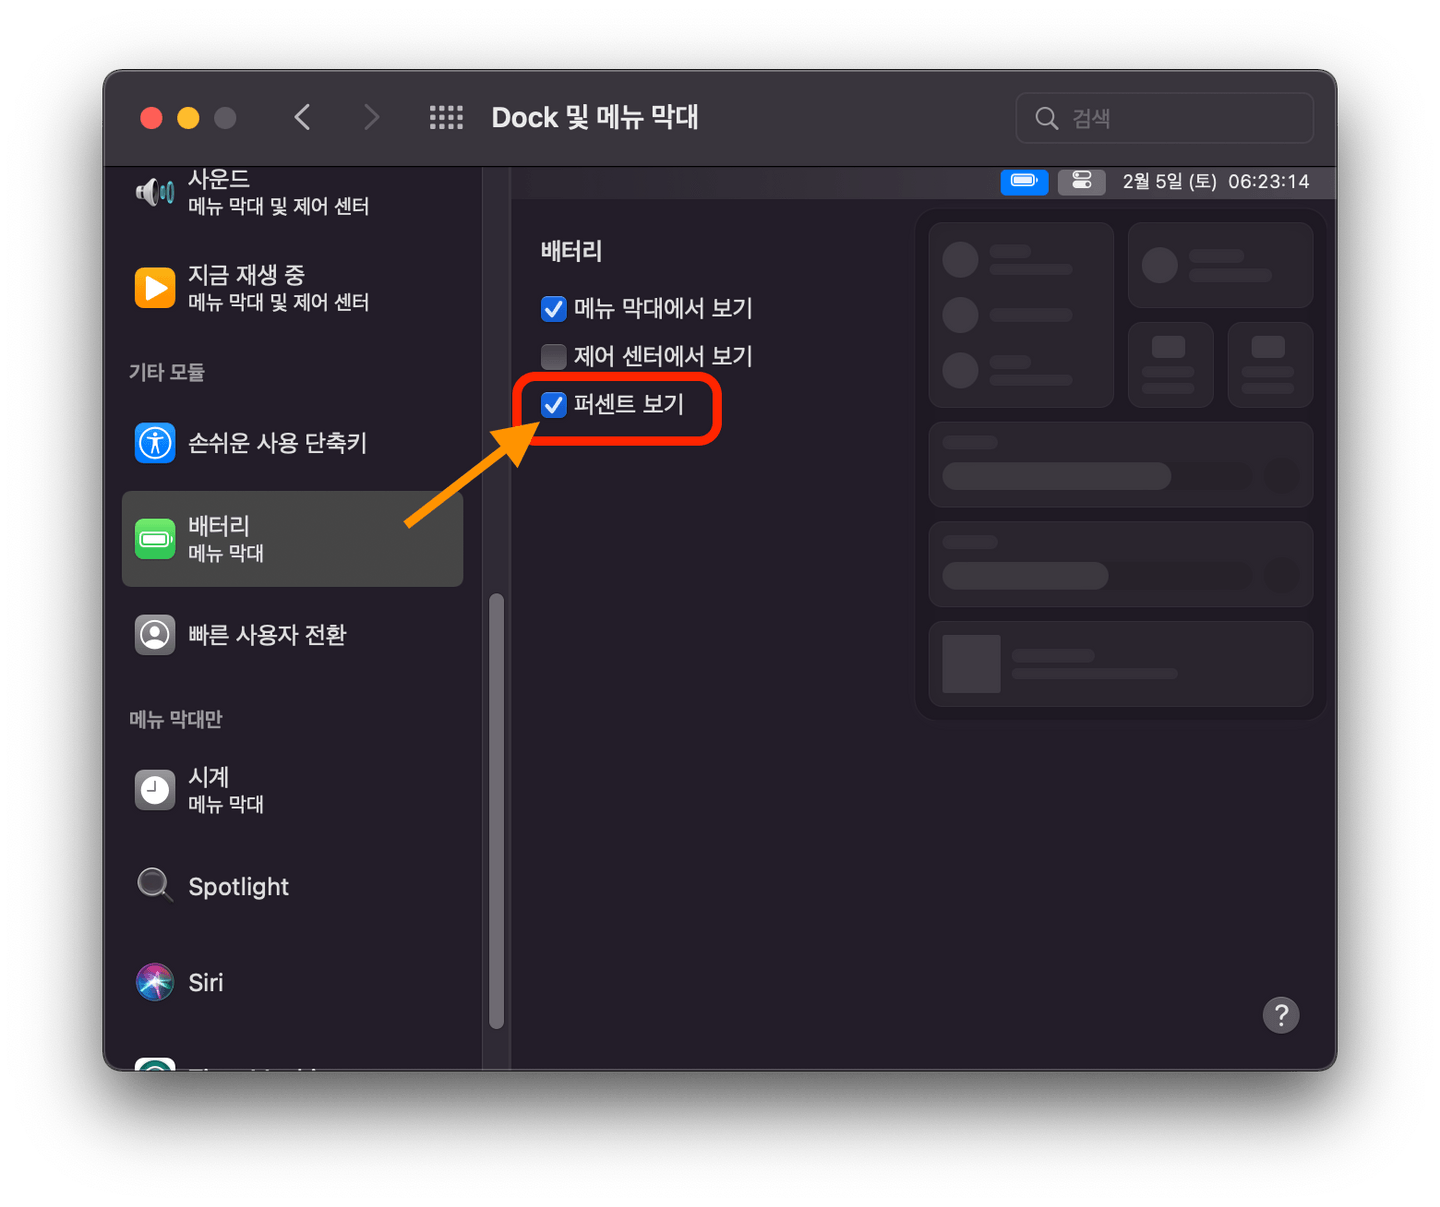 Dock 및 메뉴 막대
검색
사운드
메뉴 막대 및 제어 센터
지금 재생 중
메뉴 막대 및 제어 센터
기타 모듈
손쉬운 사용 단축키
배터리
메뉴 막대
빠른 사용자 전환
메뉴 막대만
시계
메뉴 막대
Spotlight
Siri
2월 5일 (토) 06:23:14
배터리
메뉴 막대에서 보기
제어 센터에서 보기
퍼센트 보기
?